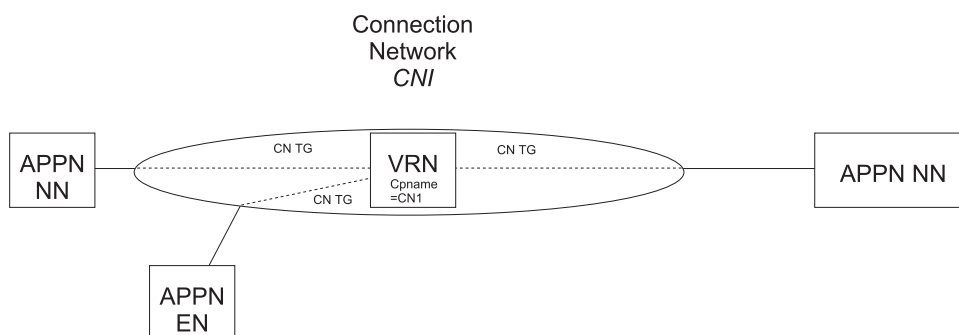 Connection
Network
CNI
CN TG
CN TG
APPN
NN
VRN
Cpname
=CN1
APPN NN
CN TG
APPN
EN